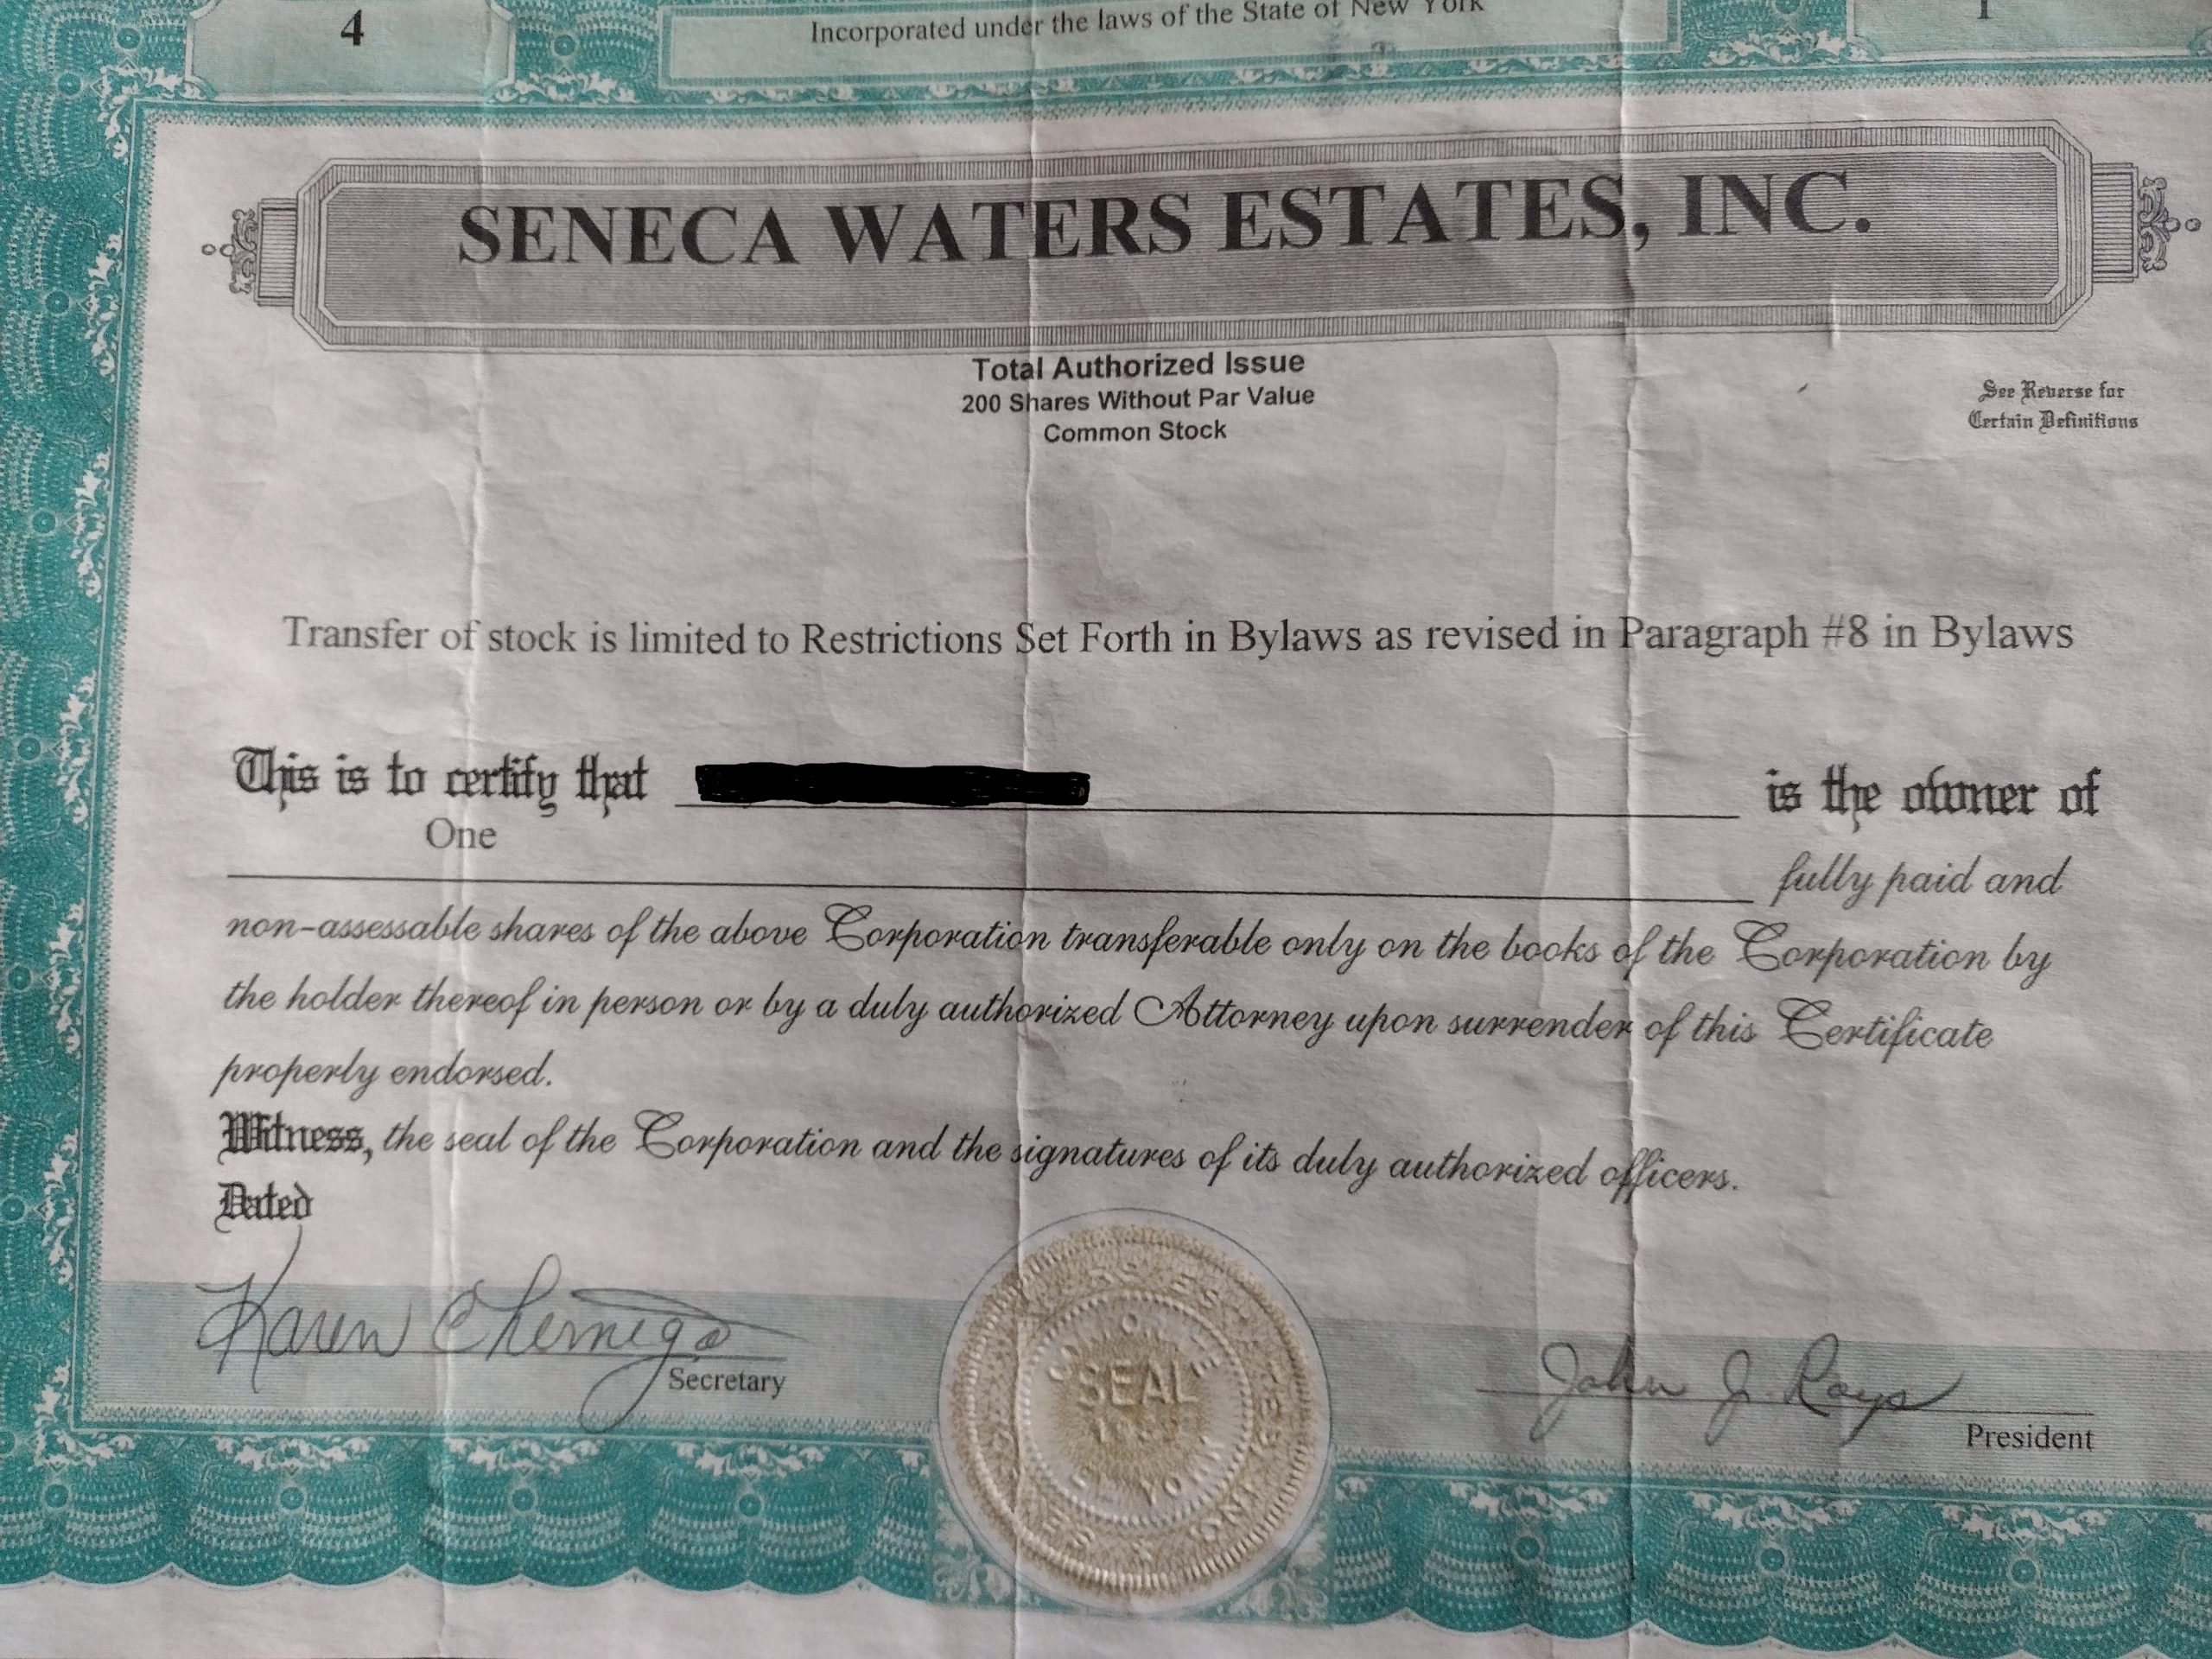 4
Incorporated under the laws of the State of New York
1
SENECA WATERS ESTATES, INC.
Total Authorized Issue
200 Shares Without Par Value
Common Stock
See Reverse for
Certain Definitions
Transfer of stock is limited to Restrictions Set Forth in Bylaws as revised in Paragraph #8 in Bylaws
This is to certify that is the owner of
One
fully paid and
non-assessable shares of the above Corporation transferable only on the books of the Corporation by
the holder thereof in person or by a duly authorized Attorney upon surrender of this Certificate
properly endorsed.
Witness, the seal of the Corporation and the signatures of its duly authorized officers.
Dated
Karen
Secretary
SEAL
YORK
John J.
President